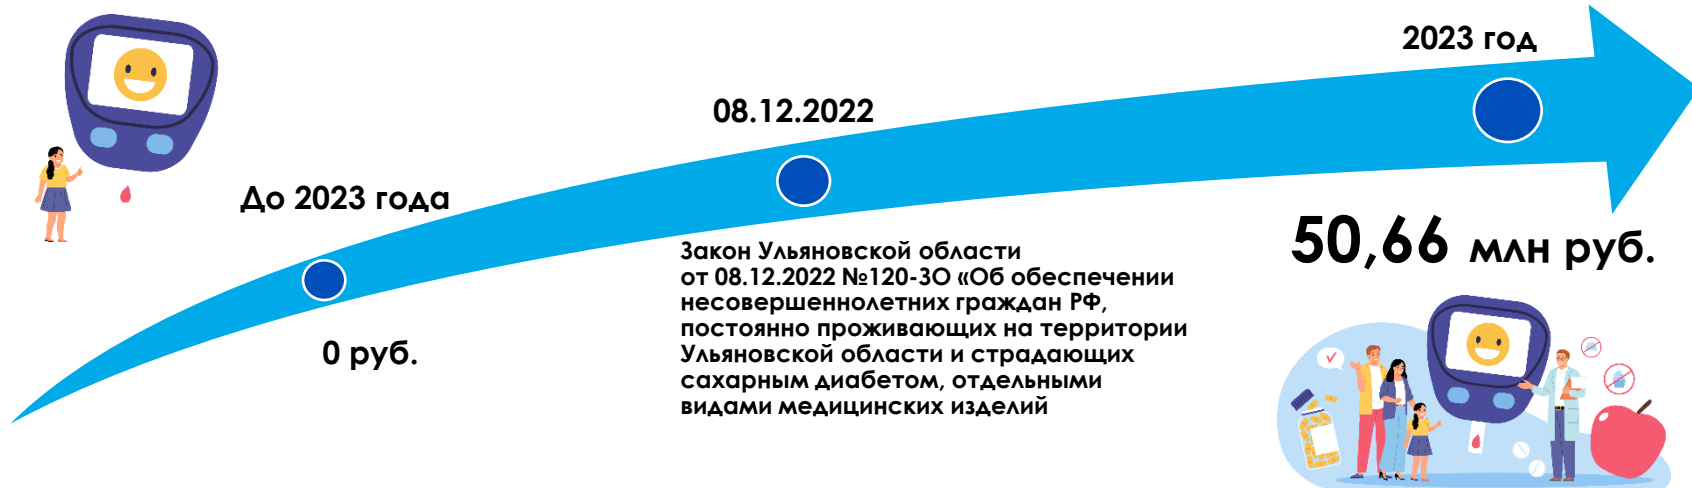 До 2023 года
0 руб.
08.12.2022
Закон Ульяновской области
от 08.12.2022 №120-ЗО «Об обеспечении
несовершеннолетних граждан РФ,
постоянно проживающих на территории
Ульяновской области и страдающих
сахарным диабетом, отдельными
видами медицинских изделий
2023 год
50,66 млн руб.